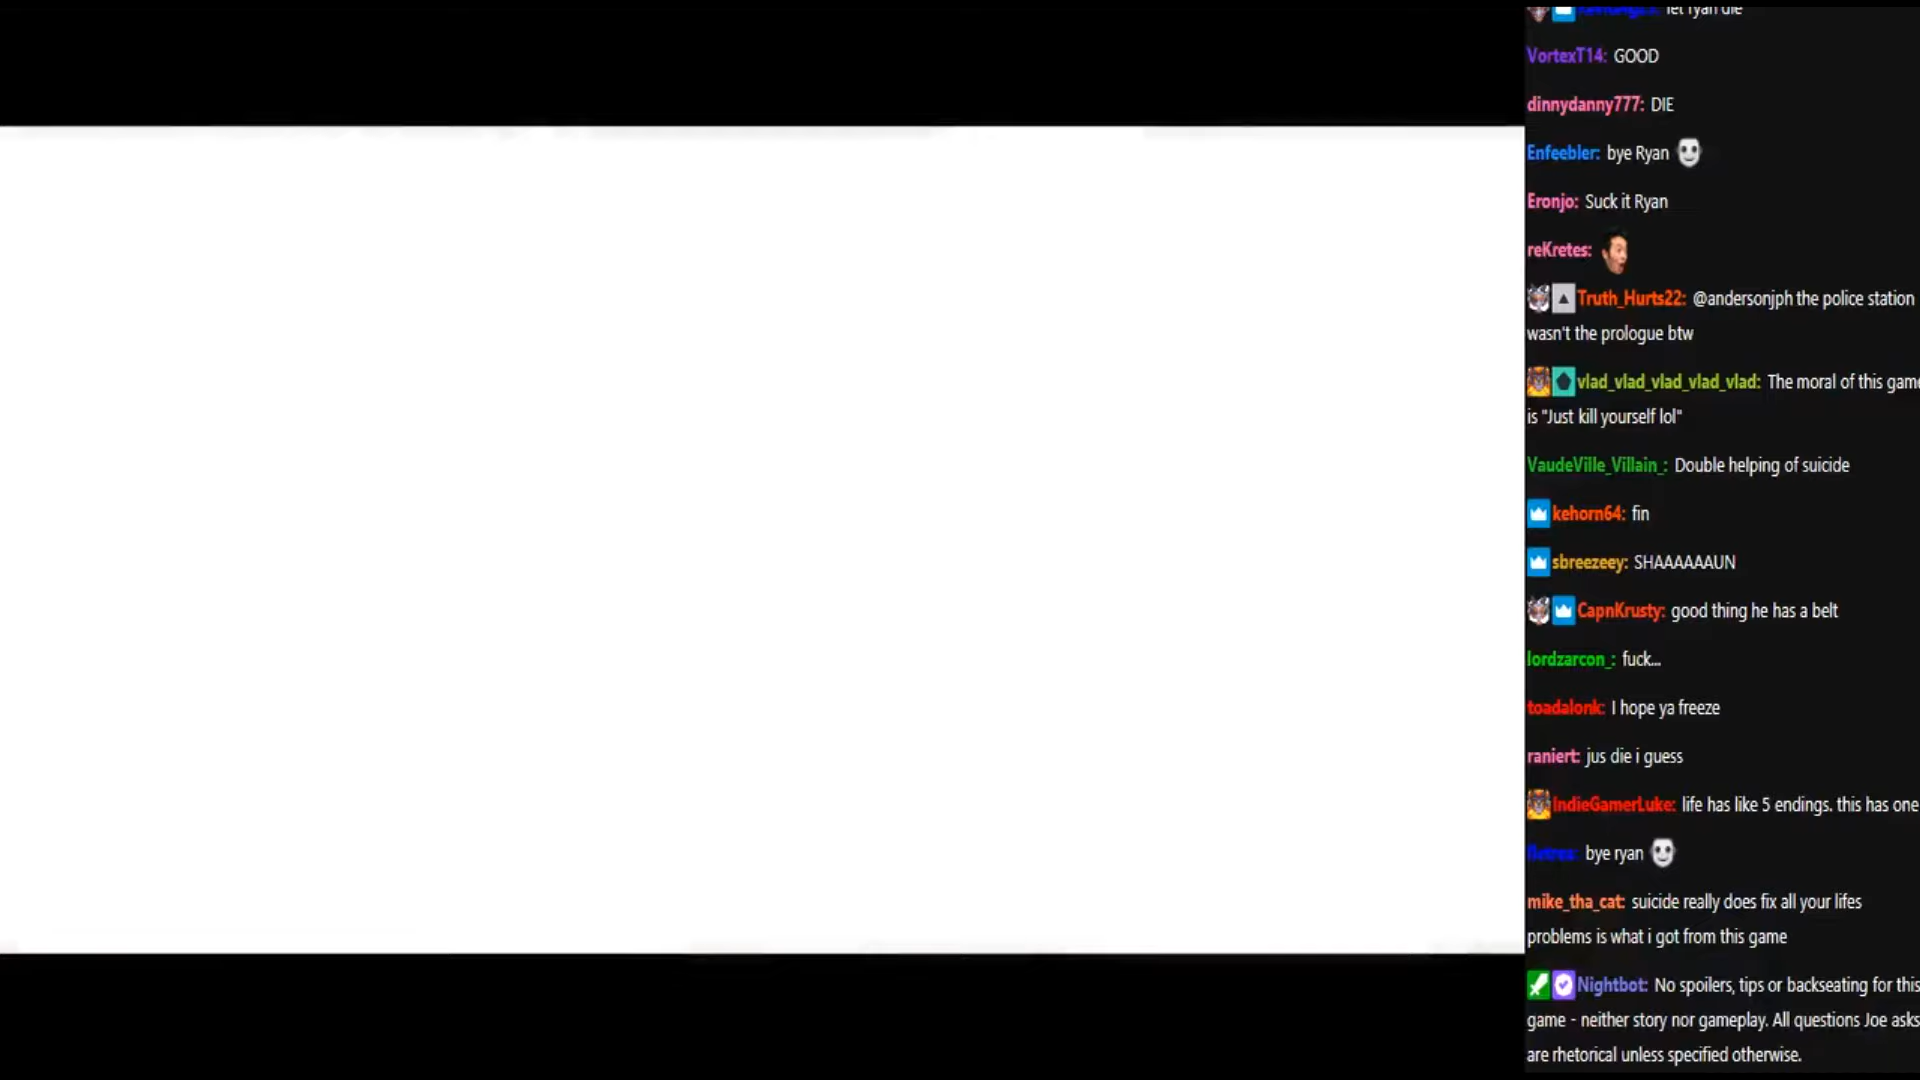 let ryan die
VortexT14: GOOD
dinnydanny777: DIE
Enfeebler: bye Ryan
Eronjo: Suck it Ryan
reKretes:
Truth_Hurts22: @andersonjph the police station
wasn't the prologue btw
vlad_vlad_vlad_vlad_vlad: The moral of this game
is "Just kill yourself lol"
VaudeVille_Villain_: Double helping of suicide
kehorn64: fin
sbreezeey: SHAAAAAAUN
CapnKrusty: good thing he has a belt
lordzarcon_: fuck...
toadalonk: I hope ya freeze
raniert: jus die i guess
IndieGamerLuke: life has like 5 endings. this has one
bye ryan
mike_tha_cat: suicide really does fix all your lifes
problems is what i got from this game
Nightbot: No spoilers, tips or backseating for this
game - neither story nor gameplay. All questions Joe asks
are rhetorical unless specified otherwise.